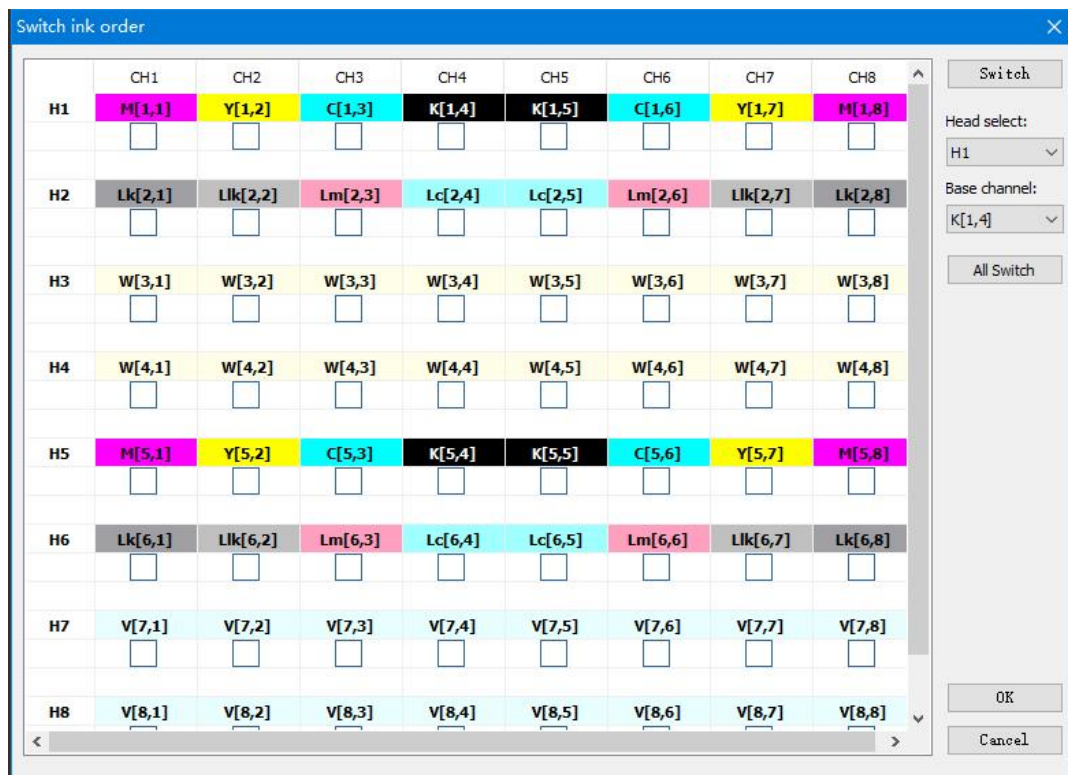 Switch ink order
CH1 CH2 CH3 CH4 CH5 CH6 CH7 CH8
Switch
H1 M[1,1] Y[1,2] C[1,3] K[1,4] K[1,5] C[1,6] Y[1,7] M[1,8]
Head select:
H1
H2 Lk[2,1] Llk[2,2] Lm[2,3] Lc[2,4] Lc[2,5] Lm[2,6] Llk[2,7] Lk[2,8]
Base channel:
K[1,4]
H3 W[3,1] W[3,2] W[3,3] W[3,4] W[3,5] W[3,6] W[3,7] W[3,8]
All Switch
H4 W[4,1] W[4,2] W[4,3] W[4,4] W[4,5] W[4,6] W[4,7] W[4,8]
H5 M[5,1] Y[5,2] C[5,3] K[5,4] K[5,5] C[5,6] Y[5,7] M[5,8]
H6 Lk[6,1] Llk[6,2] Lm[6,3] Lc[6,4] Lc[6,5] Lm[6,6] Llk[6,7] Lk[6,8]
H7 V[7,1] V[7,2] V[7,3] V[7,4] V[7,5] V[7,6] V[7,7] V[7,8]
H8 V[8,1] V[8,2] V[8,3] V[8,4] V[8,5] V[8,6] V[8,7] V[8,8]
OK
Cancel